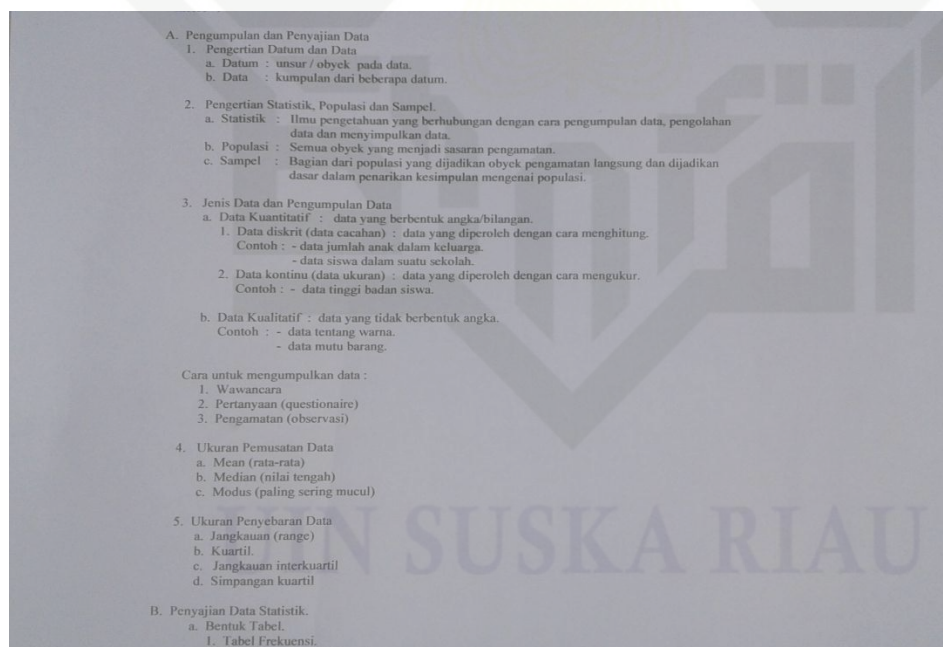 A. Pengumpulan dan Penyajian Data
1. Pengertian Datum dan Data
a. Datum : unsur / obyek pada data.
b. Data : kumpulan dari beberapa datum.
2. Pengertian Statistik, Populasi dan Sampel.
a. Statistik : Ilmu pengetahuan yang berhubungan dengan cara pengumpulan data, pengolahan
data dan menyimpulkan data.
b. Populasi : Semua obyek yang menjadi sasaran pengamatan.
c. Sampel : Bagian dari populasi yang dijadikan obyek pengamatan langsung dan dijadikan
dasar dalam penarikan kesimpulan mengenai populasi.
3. Jenis Data dan Pengumpulan Data
a. Data Kuantitatif : data yang berbentuk angka/bilangan.
1. Data diskrit (data cacahan) : data yang diperoleh dengan cara menghitung.
Contoh : - data jumlah anak dalam keluarga.
- data siswa dalam suatu sekolah.
2. Data kontinu (data ukuran) : data yang diperoleh dengan cara mengukur.
Contoh : - data tinggi badan siswa.
b. Data Kualitatif : data yang tidak berbentuk angka.
Contoh : - data tentang warna.
- data mutu barang.
Cara untuk mengumpulkan data :
1. Wawancara
2. Pertanyaan (questionaire)
3. Pengamatan (observasi)
4. Ukuran Pemusatan Data
a. Mean (rata-rata)
b. Median (nilai tengah)
c. Modus (paling sering mucul)
5. Ukuran Penyebaran Data
a. Jangkauan (range)
b. Kuartil.
c. Jangkauan interkuartil
d. Simpangan kuartil
UIN SUSKA RIAU
B. Penyajian Data Statistik.
a. Bentuk Tabel.
1. Tabel Frekuensi.